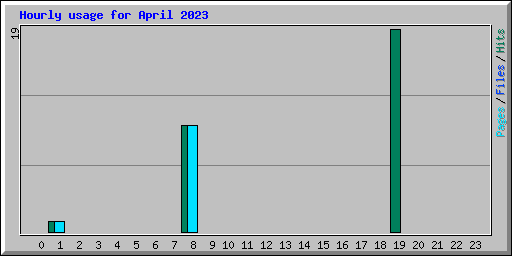 Hourly usage for April 2023
19
Pages/Files/Hits
0 1 2 3 4 5 6 7 8 9 10 11 12 13 14 15 16 17 18 19 20 21 22 23